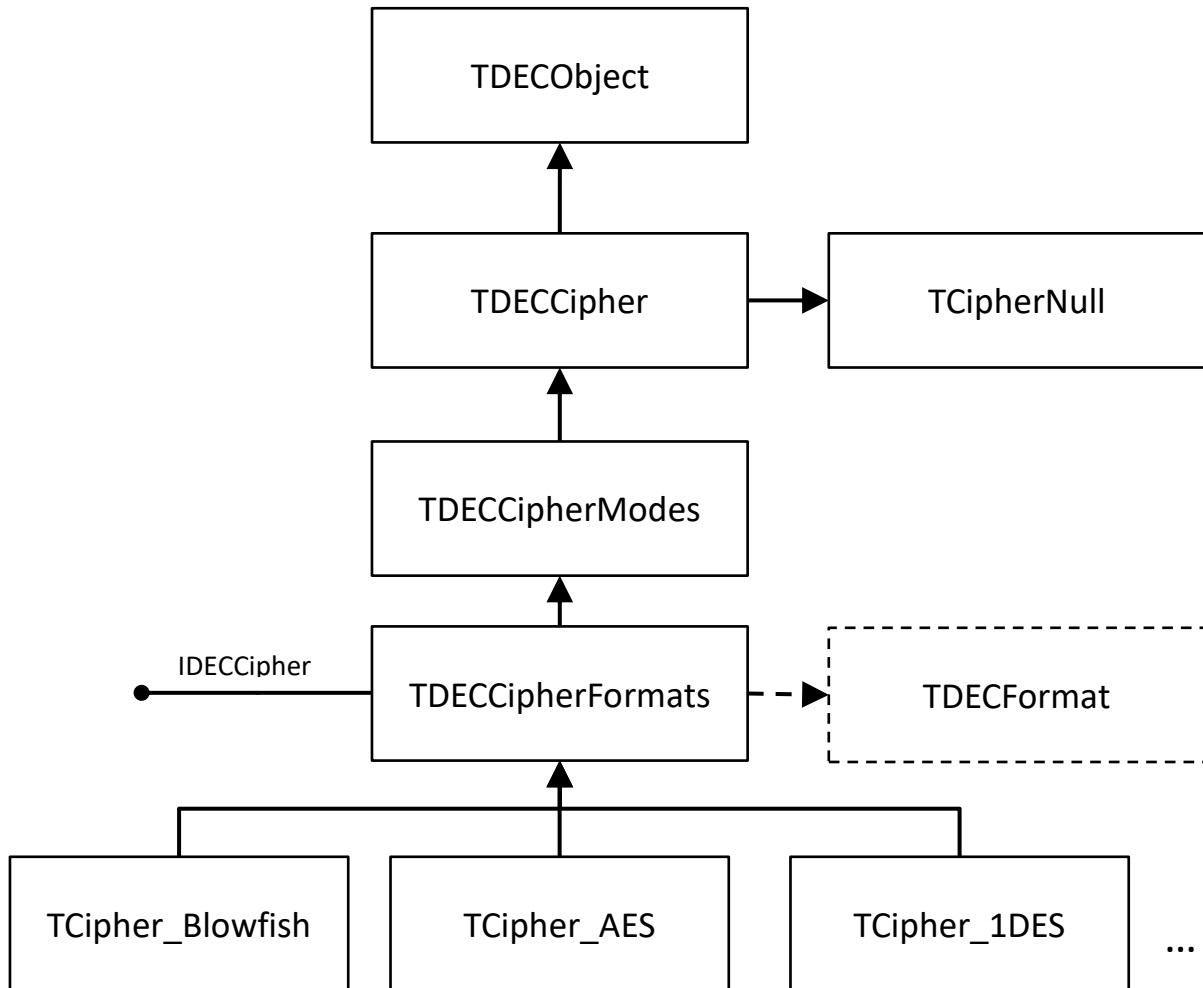 TDECObject
TDECCipher
TCipherNull
TDECCipherModes
IDECCipher
TDECCipherFormats
TDECFormat
TCipher_Blowfish
TCipher_AES
TCipher_1DES
...